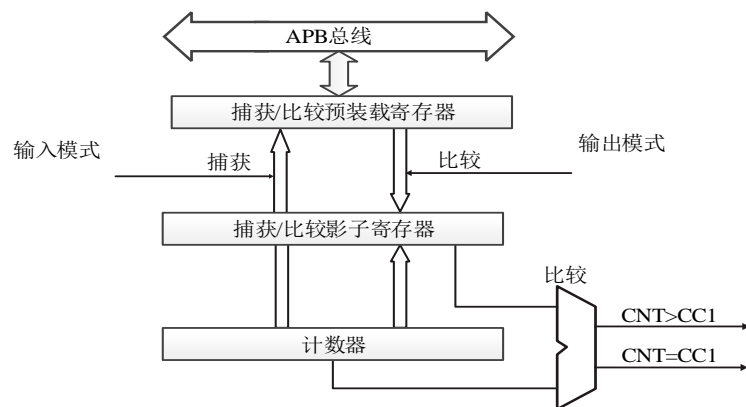 APB总线
捕获/比较预装载寄存器
输入模式
捕获
比较
输出模式
捕获/比较影子寄存器
比较
CNT>CC1
计数器
CNT=CC1